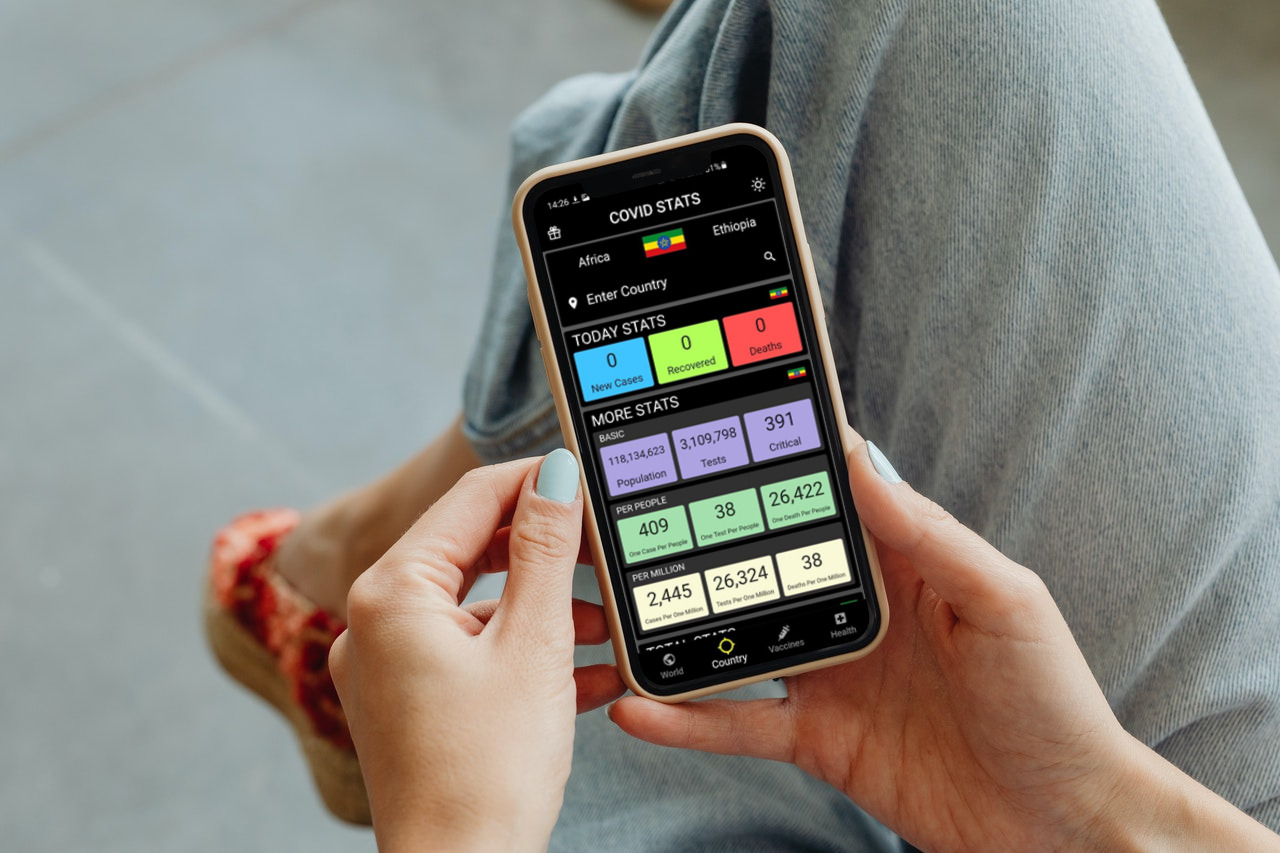 14:26
COVID STATS
Africa
Ethiopia
Enter Country
TODAY STATS
0 0 0
New Cases Recovered Deaths
MORE STATS
BASIC
118,134,623 3,109,798 391
Population Tests Critical
PER PEOPLE
409 38 26,422
One Case Per People One Test Per People One Death Per People
PER MILLION
2,445 26,324 38
Cases Per One Million Tests Per One Million Deaths Per One Million
World Country Vaccines Health